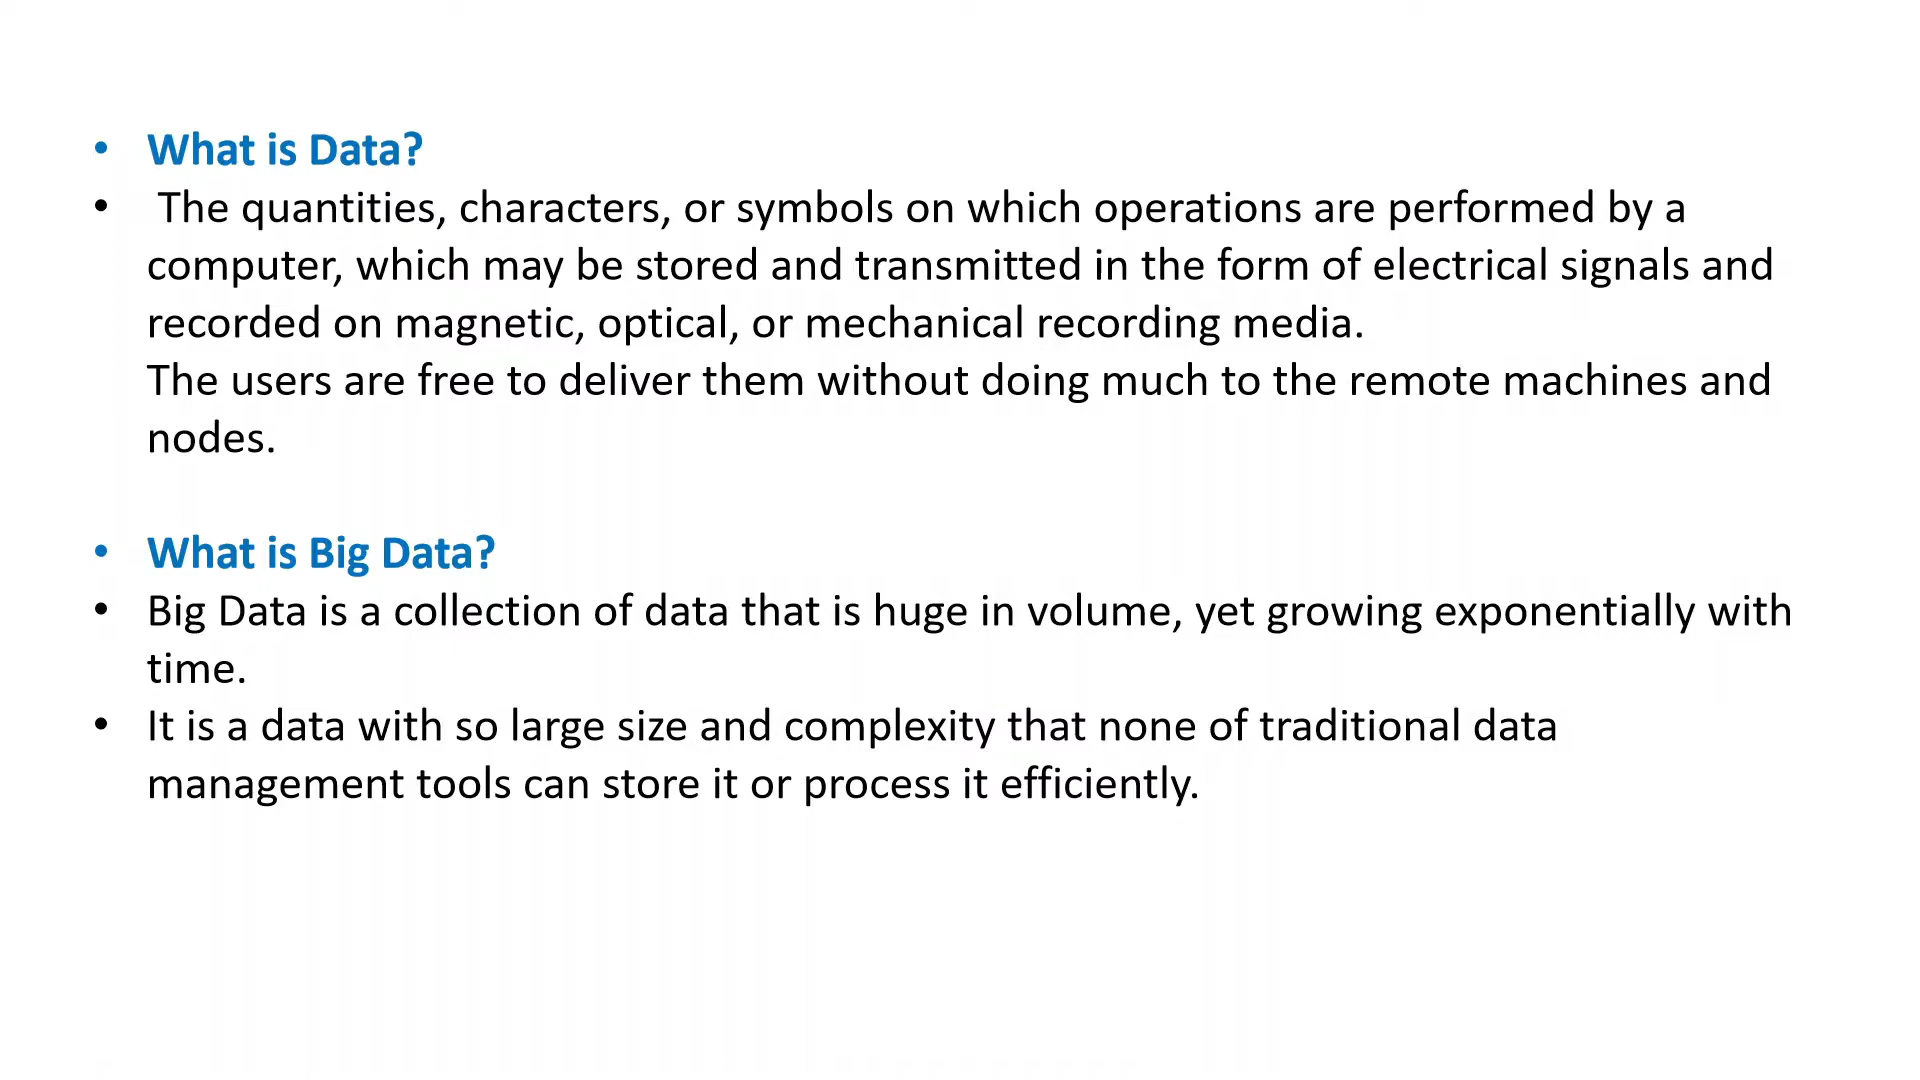 • What is Data?
• The quantities, characters, or symbols on which operations are performed by a
computer, which may be stored and transmitted in the form of electrical signals and
recorded on magnetic, optical, or mechanical recording media.
The users are free to deliver them without doing much to the remote machines and
nodes.
• What is Big Data?
• Big Data is a collection of data that is huge in volume, yet growing exponentially with
time.
• It is a data with so large size and complexity that none of traditional data
management tools can store it or process it efficiently.